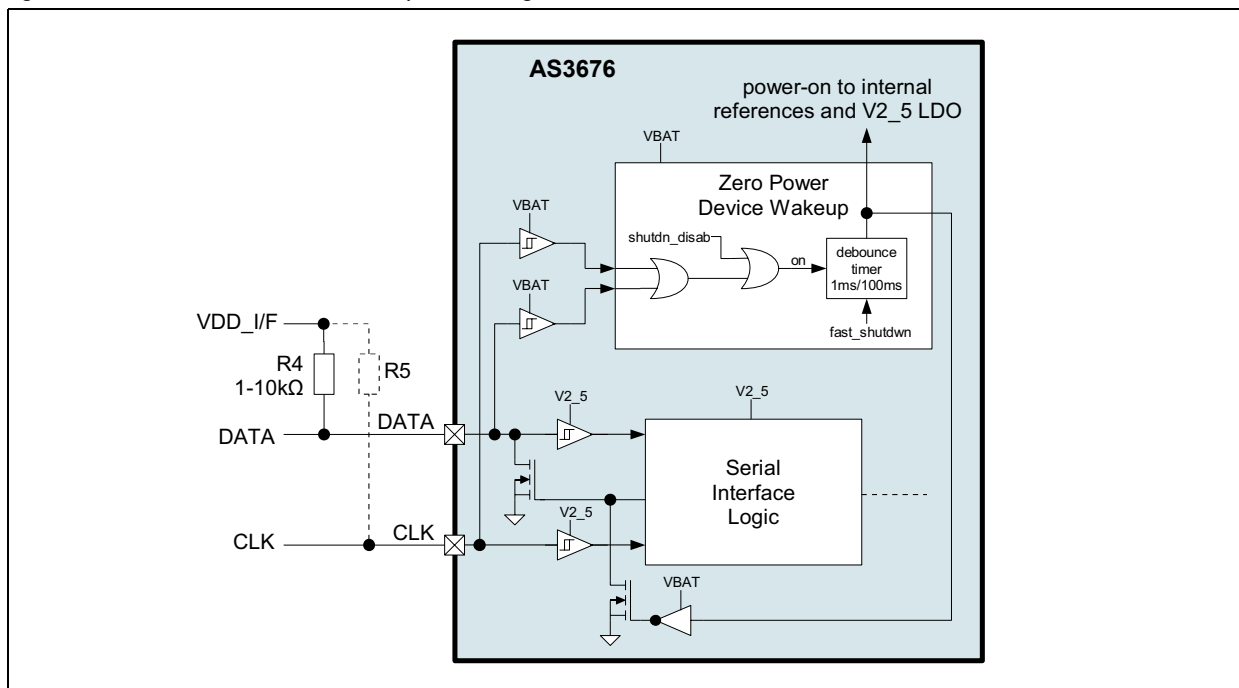 AS3676
power-on to internal
references and V2_5 LDO
VBAT
Zero Power
Device Wakeup
VBAT
shutdn_disab
on
debounce
timer
1ms/100ms
VBAT
fast_shutdwn
VDD_I/F
R4
1-10kΩ
R5
V2_5
V2_5
DATA
DATA
Serial
Interface
Logic
V2_5
CLK
CLK
VBAT